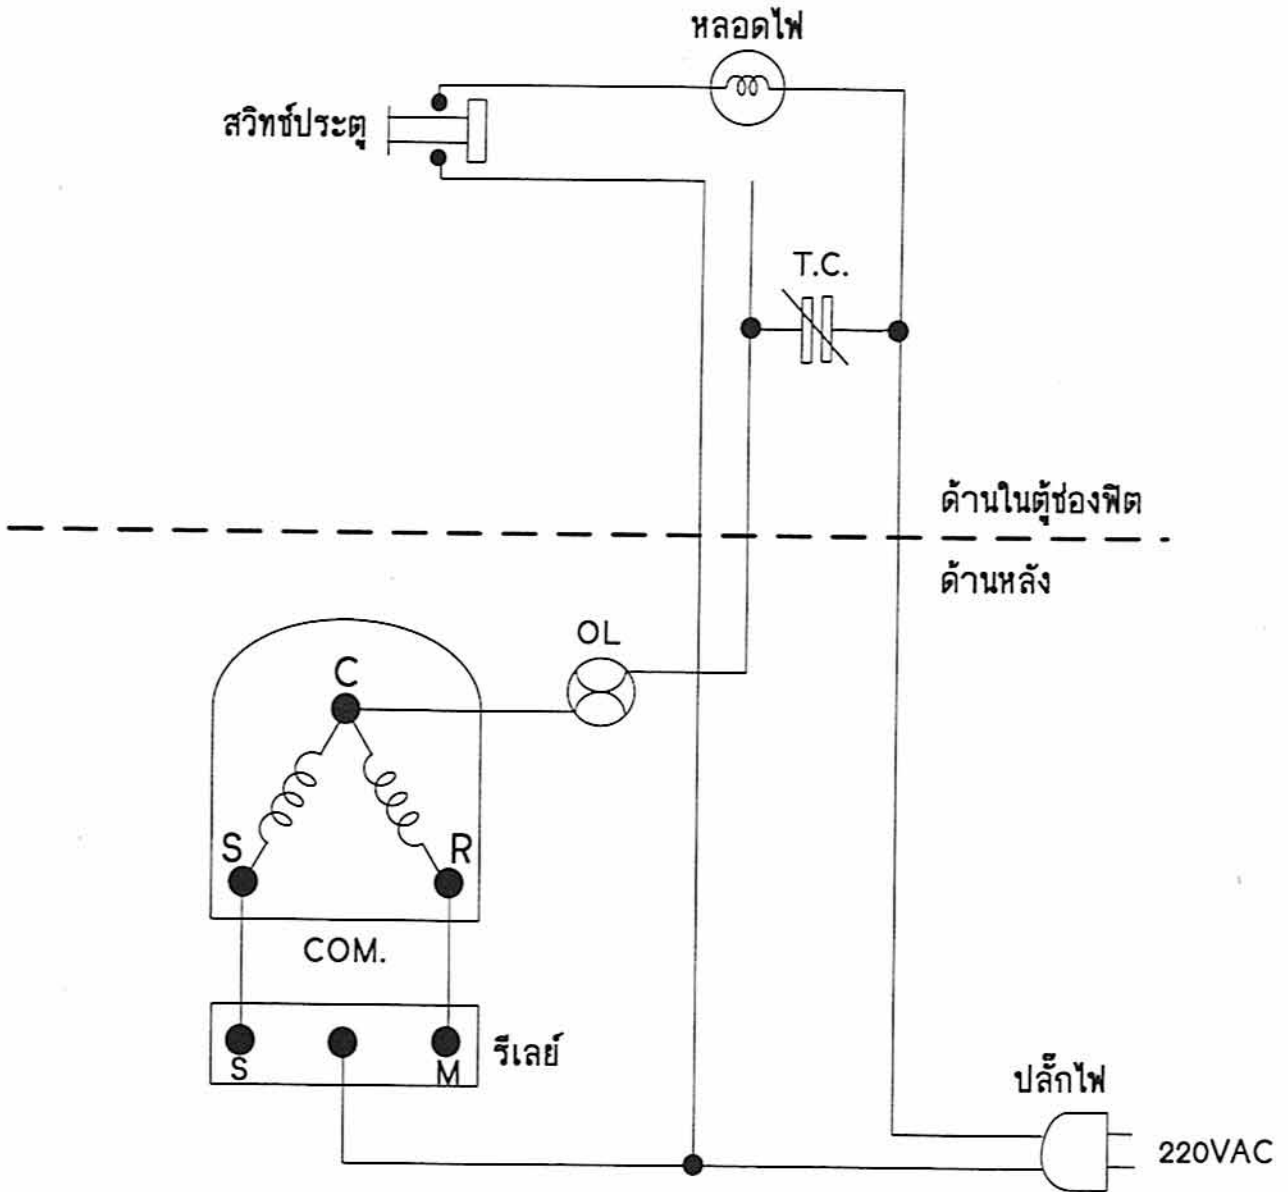 หลอดไฟ
สวิทช์ประตู
T.C.
ด้านในตู้ช่องฟิต
ด้านหลัง
OL
C
S
R
COM.
S
M
รีเลย์
ปลั๊กไฟ
220VAC